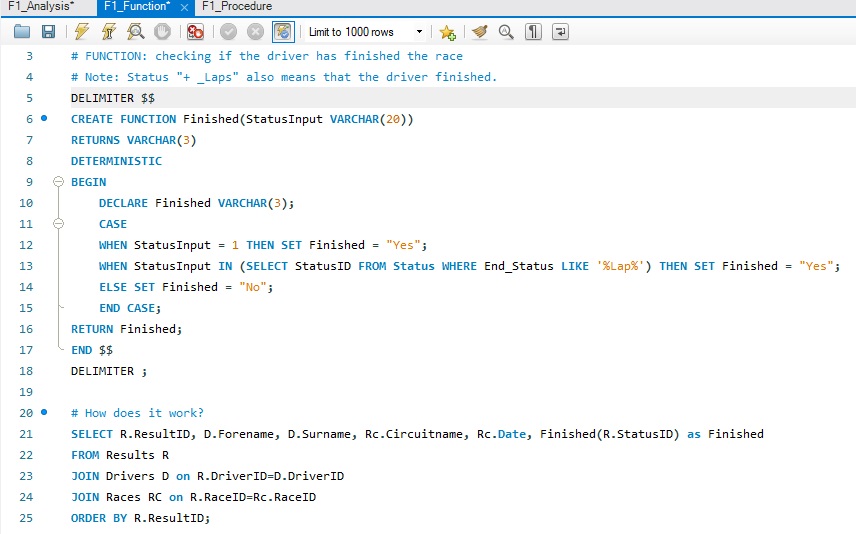 F1_Analysis* F1_Function* F1_Procedure
Limit to 1000 rows
3 # FUNCTION: checking if the driver has finished the race
4 # Note: Status "+ _Laps" also means that the driver finished.
5 DELIMITER $$
6 CREATE FUNCTION Finished(StatusInput VARCHAR(20))
7 RETURNS VARCHAR(3)
8 DETERMINISTIC
9 BEGIN
10 DECLARE Finished VARCHAR(3);
11 CASE
12 WHEN StatusInput = 1 THEN SET Finished = "Yes";
13 WHEN StatusInput IN (SELECT StatusID FROM Status WHERE End_Status LIKE '%Lap%') THEN SET Finished = "Yes";
14 ELSE SET Finished = "No";
15 END CASE;
16 RETURN Finished;
17 END $$
18 DELIMITER ;
19
20 # How does it work?
21 SELECT R.ResultID, D.Forename, D.Surname, Rc.Circuitname, Rc.Date, Finished(R.StatusID) as Finished
22 FROM Results R
23 JOIN Drivers D on R.DriverID=D.DriverID
24 JOIN Races RC on R.RaceID=Rc.RaceID
25 ORDER BY R.ResultID;